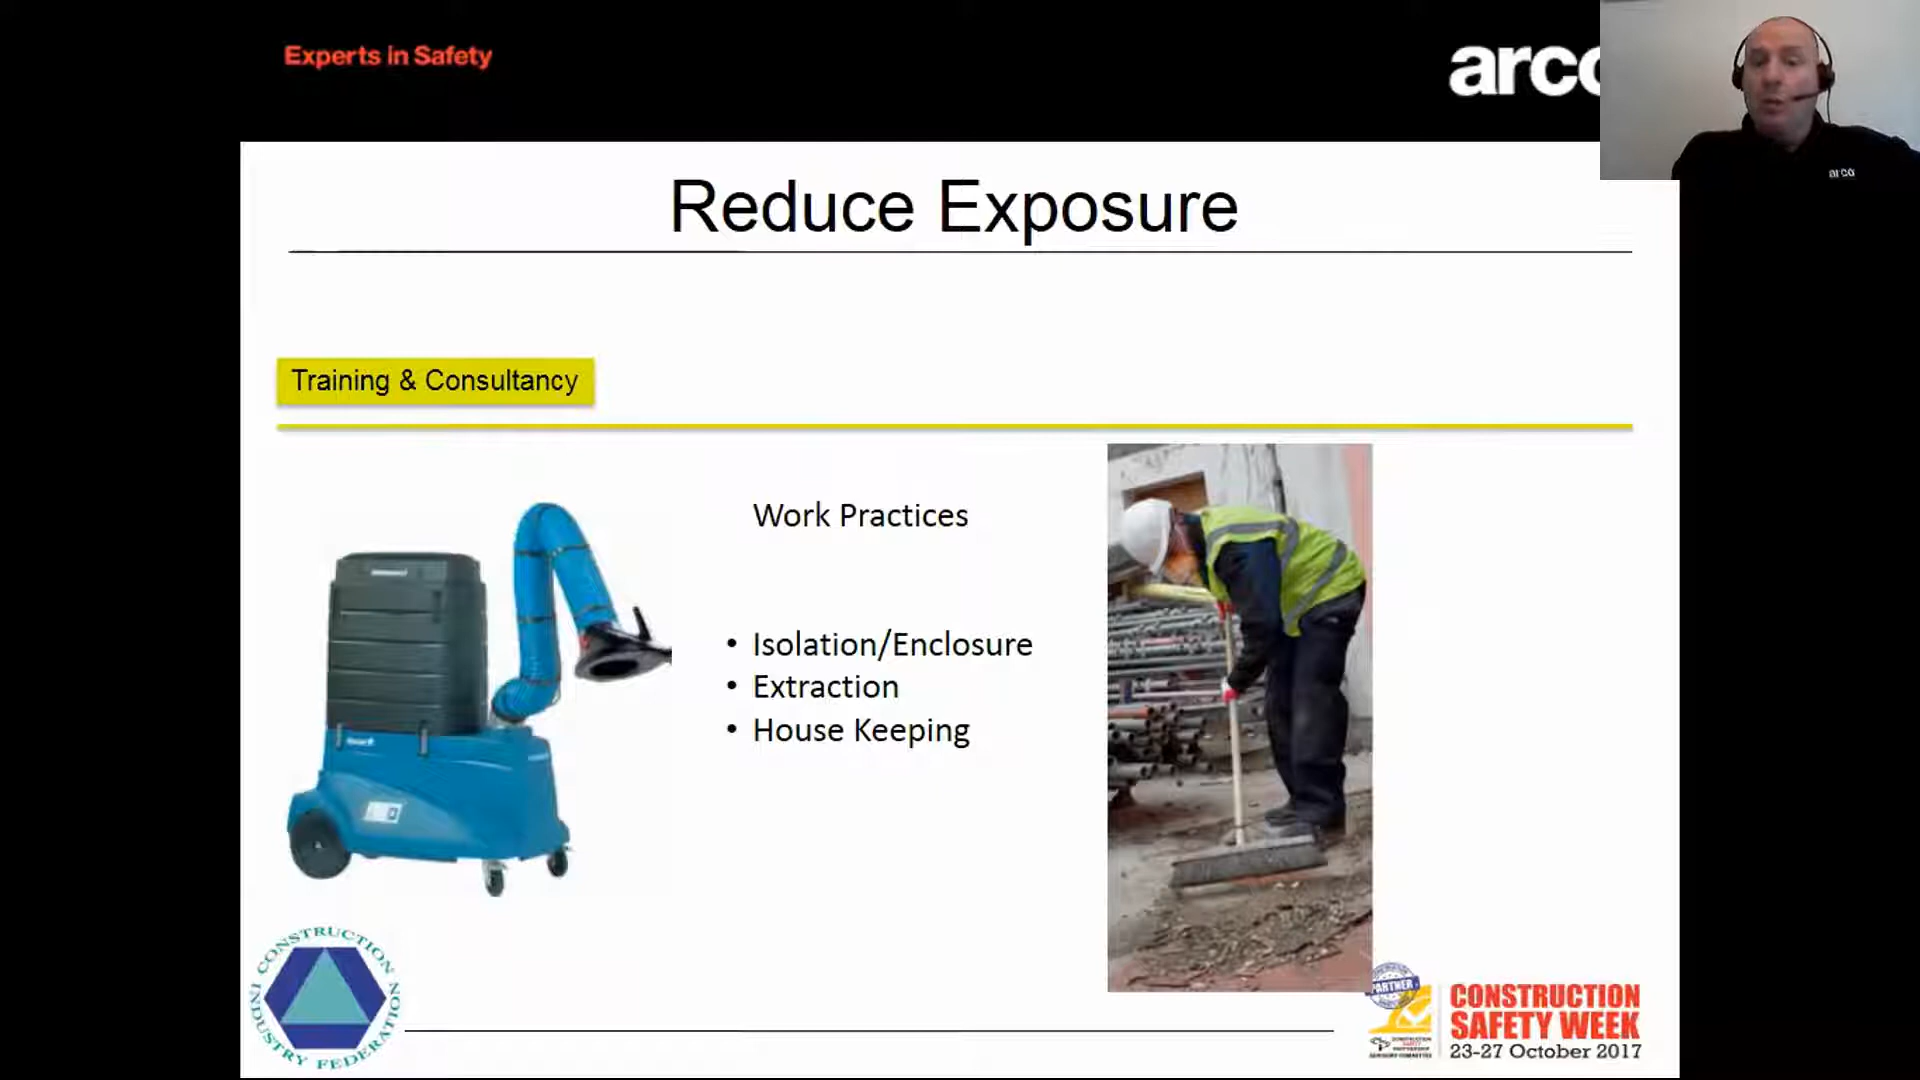 Experts in Safety
arco
arco
Reduce Exposure
Training & Consultancy
Work Practices
• Isolation/Enclosure
• Extraction
• House Keeping
CONSTRUCTION
INDUSTRY FEDERATION
PARTNER
CONSTRUCTION
SAFETY WEEK
23-27 October 2017